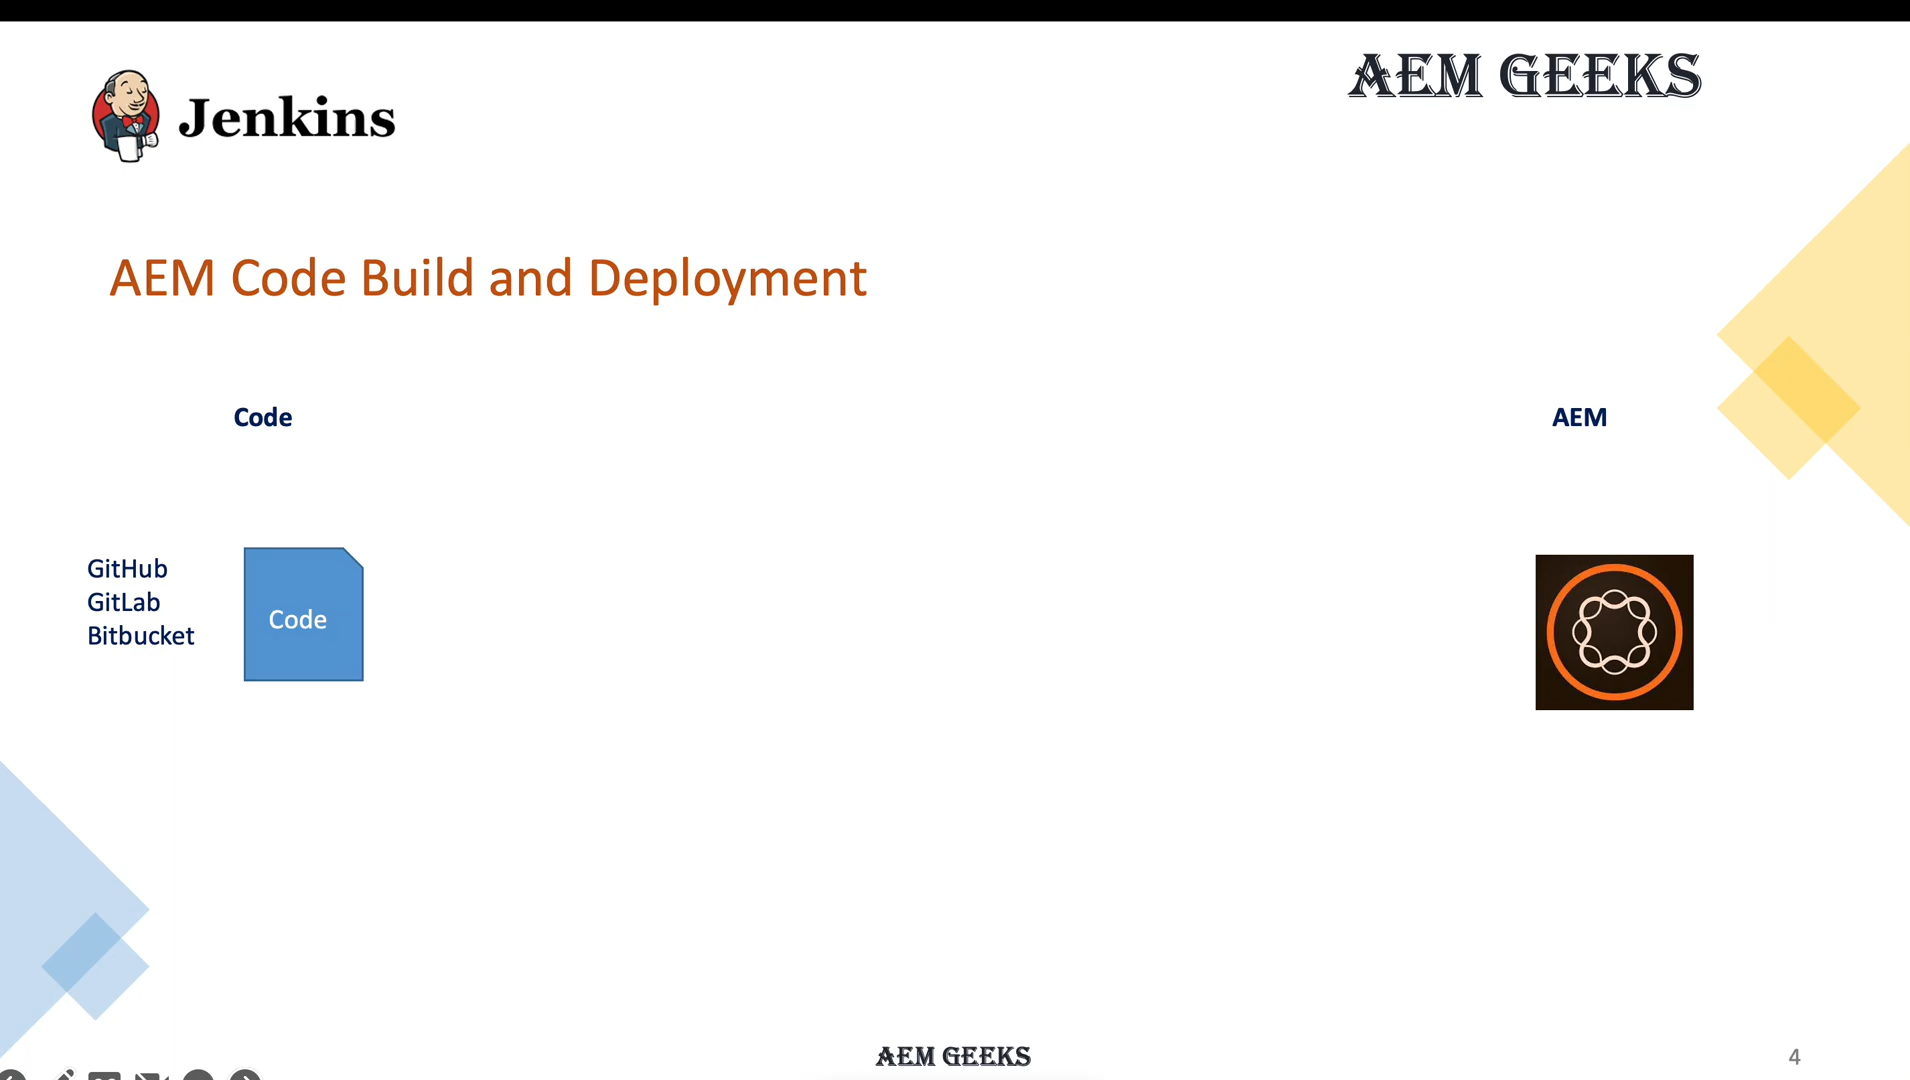 Jenkins
AEM GEEKS
AEM Code Build and Deployment
Code
AEM
GitHub
GitLab
Bitbucket
Code
AEM GEEKS
4